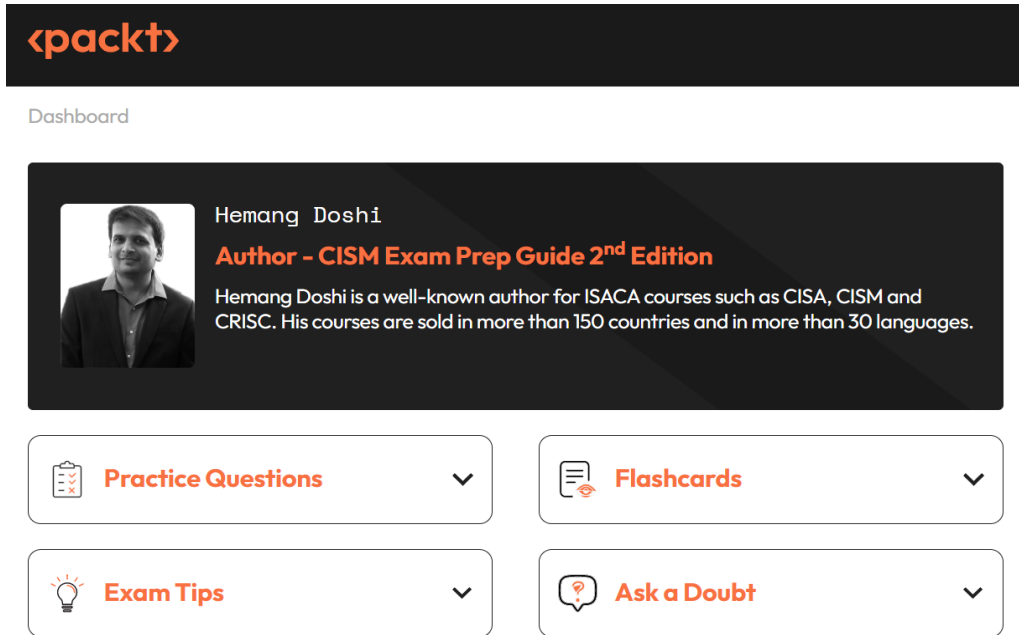 <packt>
Dashboard
Hemang Doshi
Author - CISM Exam Prep Guide 2nd Edition
Hemang Doshi is a well-known author for ISACA courses such as CISA, CISM and
CRISC. His courses are sold in more than 150 countries and in more than 30 languages.
Practice Questions
Flashcards
Exam Tips
Ask a Doubt